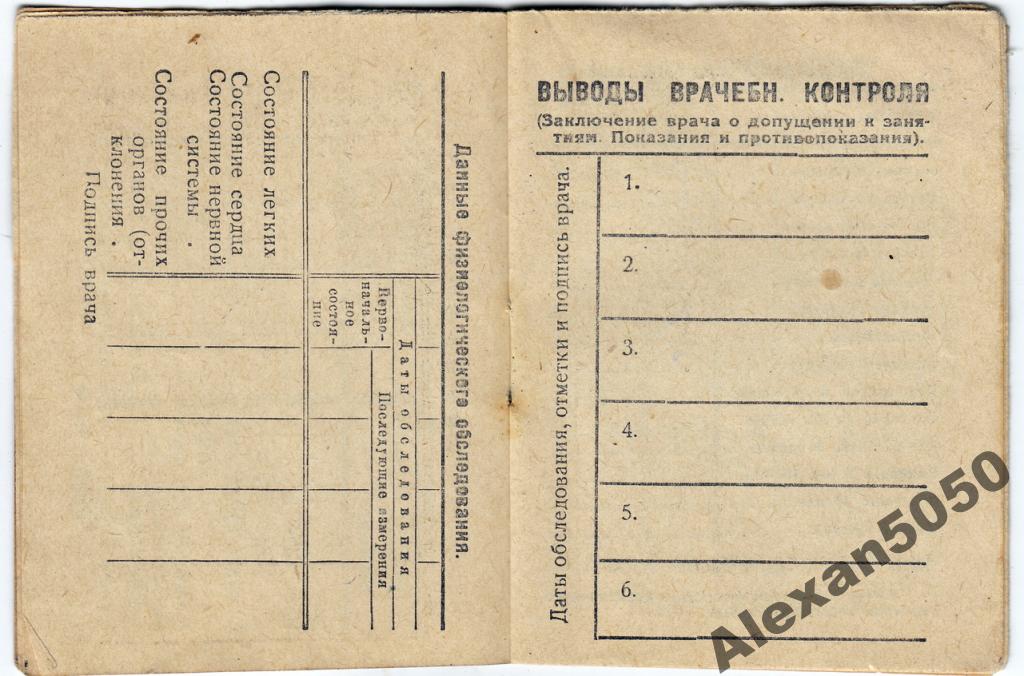 Данные физиологического обследования.
Даты обследования
Перво-
началь-
ное
состоя-
ние
Последующие измерения
Состояние легких
Состояние сердца
Состояние нервной
системы .
Состояние прочих
органов (от-
клонения .
Подпись врача
ВЫВОДЫ ВРАЧЕБН. КОНТРОЛЯ
(Заключение врача о допущении к заня-
тиям. Показания и противопоказания).
Даты обследования, отметки и подпись врача.
1.
2.
3.
4.
5.
6.
Alexan5050